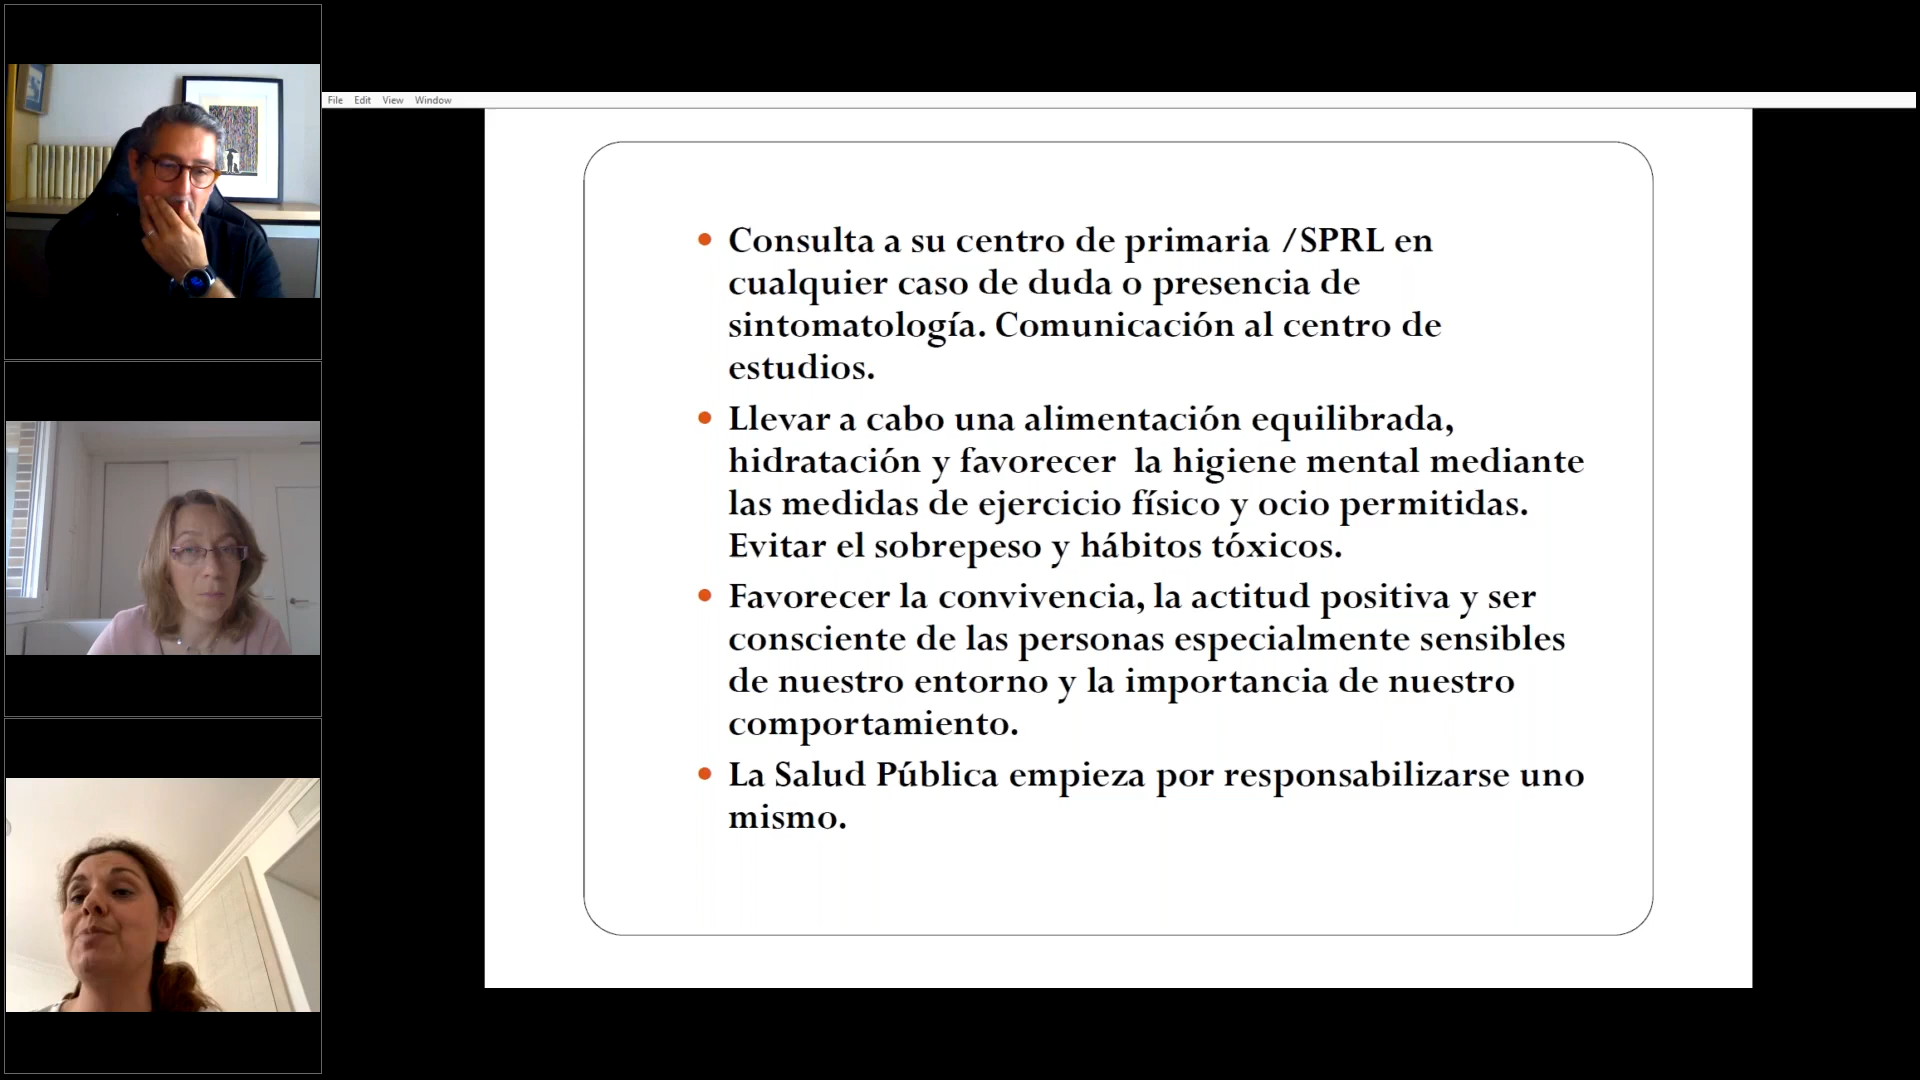 File Edit View Window
• Consulta a su centro de primaria /SPRL en
cualquier caso de duda o presencia de
sintomatología. Comunicación al centro de
estudios.
• Llevar a cabo una alimentación equilibrada,
hidratación y favorecer  la higiene mental mediante
las medidas de ejercicio físico y ocio permitidas.
Evitar el sobrepeso y hábitos tóxicos.
• Favorecer la convivencia, la actitud positiva y ser
consciente de las personas especialmente sensibles
de nuestro entorno y la importancia de nuestro
comportamiento.
• La Salud Pública empieza por responsabilizarse uno
mismo.